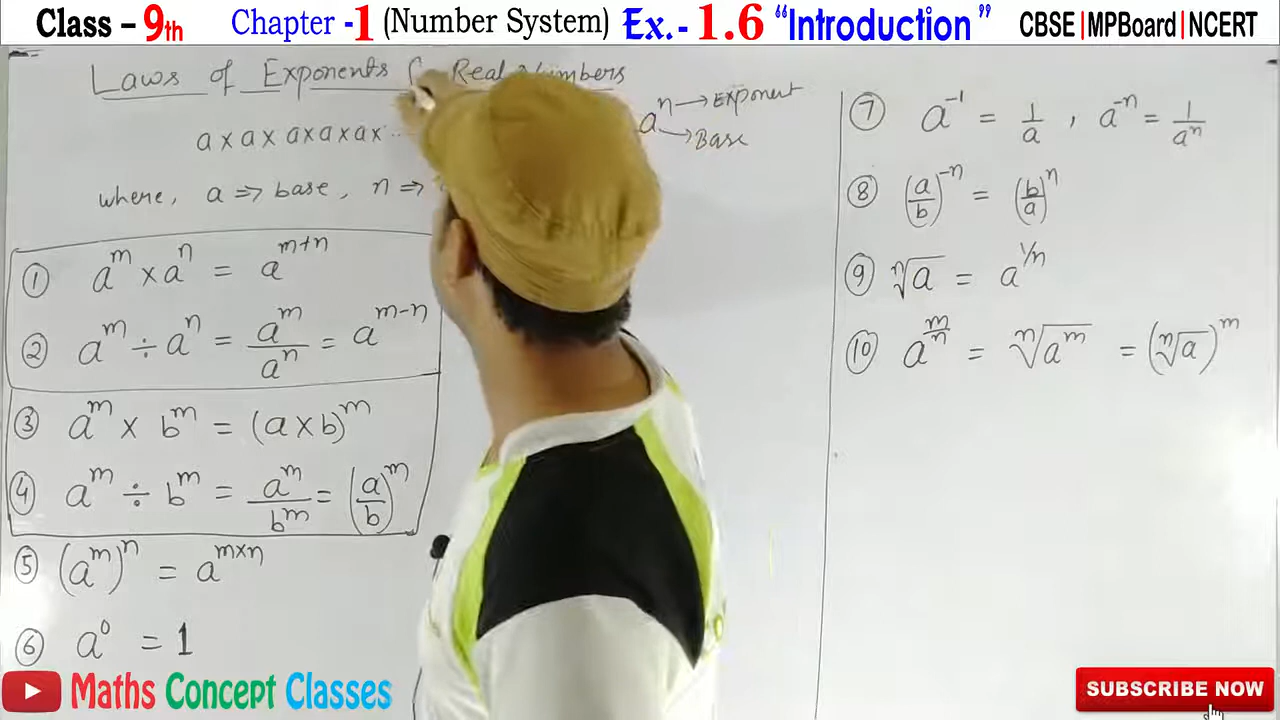 Class – 9th Chapter -1 (Number System) Ex.- 1.6 “Introduction” CBSE | MPBoard | NCERT
Laws of Exponents Real Numbers
a × a × a × a × a × ...
aⁿ → Exponent
→ Base
where, a ⇒ base, n ⇒
① aᵐ × aⁿ = aᵐ⁺ⁿ
② aᵐ ÷ aⁿ = aᵐ/aⁿ = aᵐ⁻ⁿ
③ aᵐ × bᵐ = (a × b)ᵐ
④ aᵐ ÷ bᵐ = aᵐ/bᵐ = (a/b)ᵐ
⑤ (aᵐ)ⁿ = aᵐˣⁿ
⑥ a⁰ = 1
⑦ a⁻¹ = 1/a , a⁻ⁿ = 1/aⁿ
⑧ (a/b)⁻ⁿ = (b/a)ⁿ
⑨ ⁿ√a = a^(1/n)
⑩ a^(m/n) = ⁿ√(aᵐ) = (ⁿ√a)ᵐ
Maths Concept Classes
SUBSCRIBE NOW